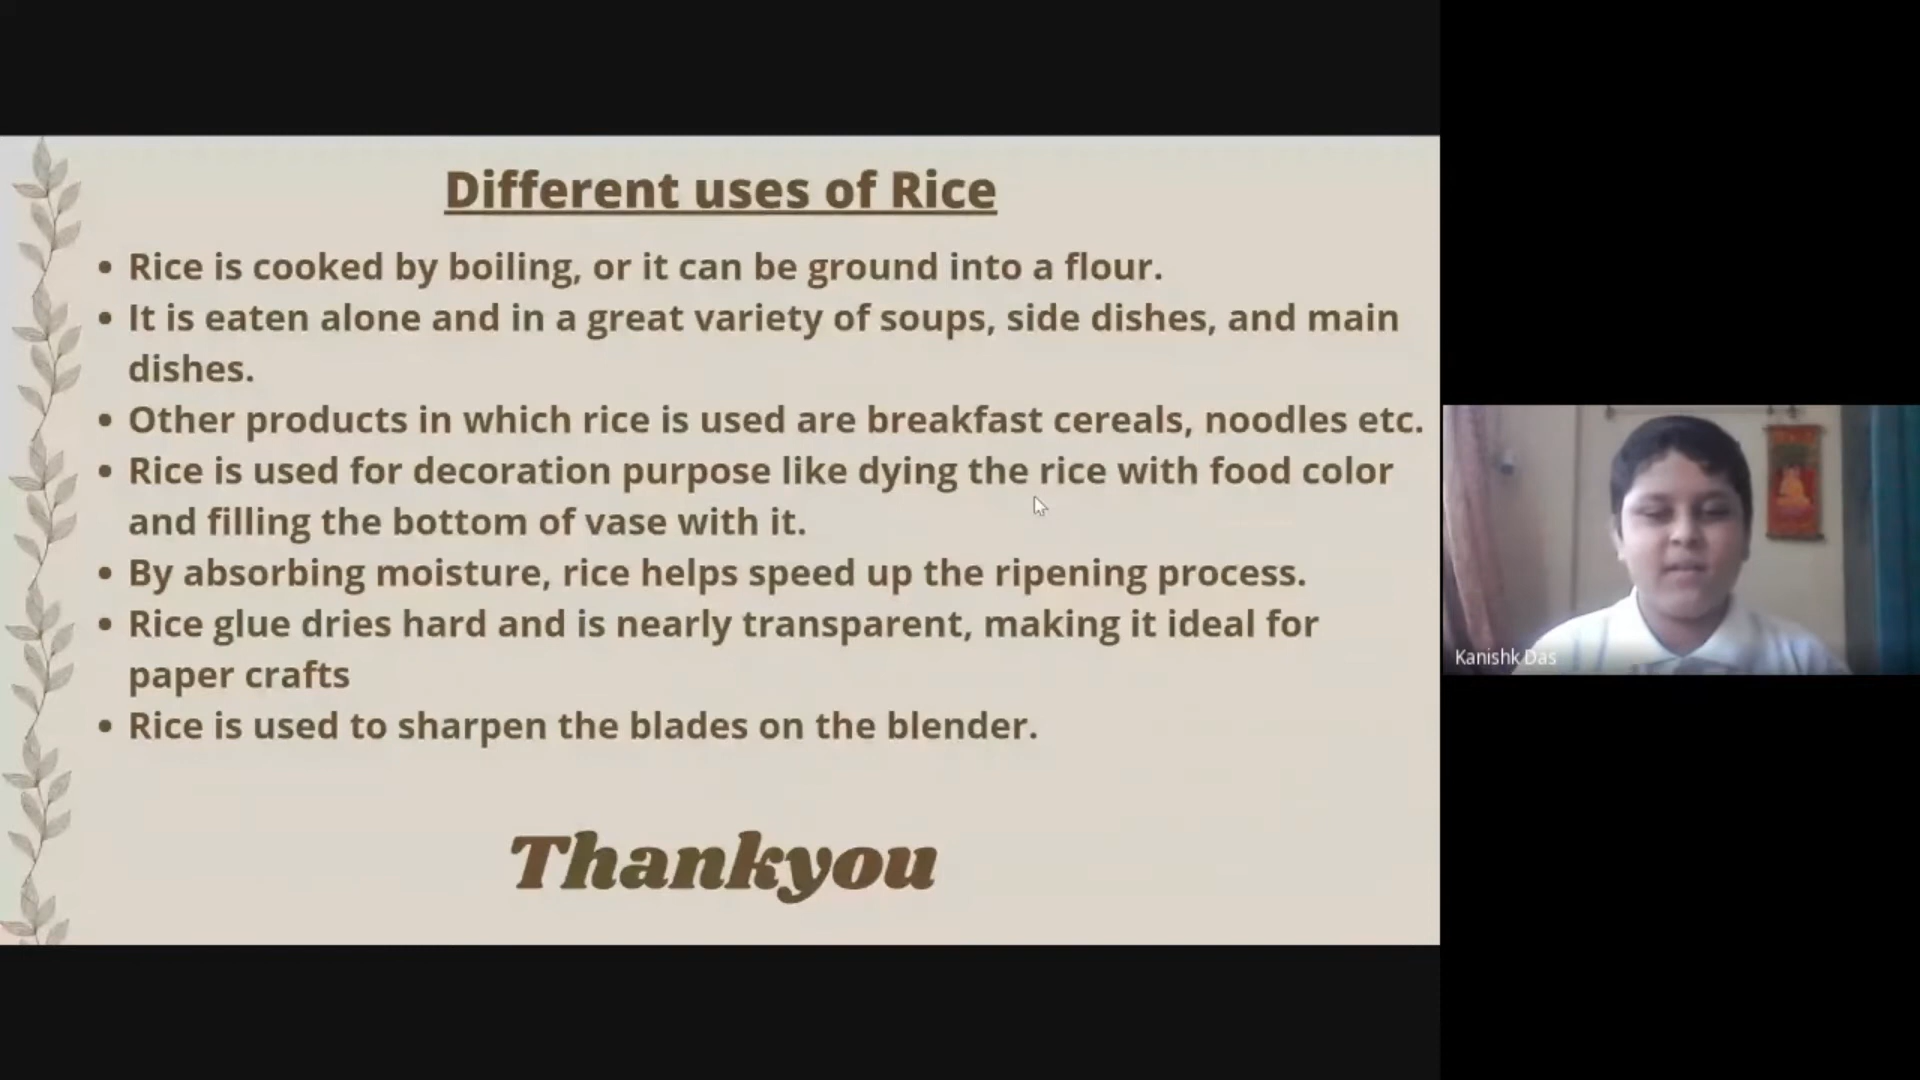 Different uses of Rice
• Rice is cooked by boiling, or it can be ground into a flour.
• It is eaten alone and in a great variety of soups, side dishes, and main
dishes.
• Other products in which rice is used are breakfast cereals, noodles etc.
• Rice is used for decoration purpose like dying the rice with food color
and filling the bottom of vase with it.
• By absorbing moisture, rice helps speed up the ripening process.
• Rice glue dries hard and is nearly transparent, making it ideal for
paper crafts
• Rice is used to sharpen the blades on the blender.
Thankyou
Kanishk Das